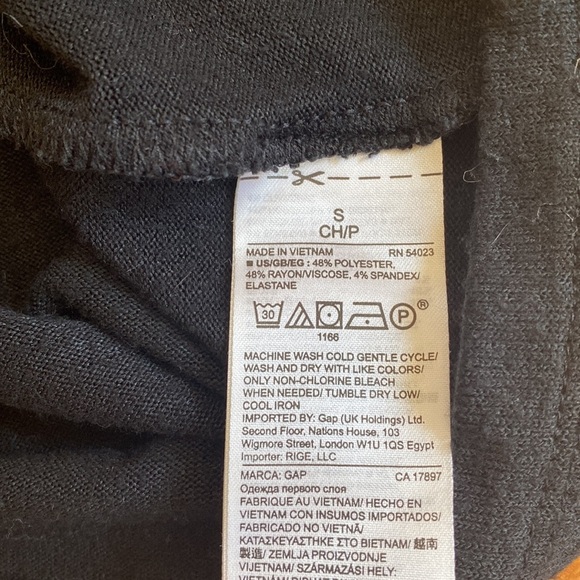 S
CH/P
MADE IN VIETNAM RN 54023
■ US/GB/EG : 48% POLYESTER,
48% RAYON/VISCOSE, 4% SPANDEX/
ELASTANE
30 P ®
1166
MACHINE WASH COLD GENTLE CYCLE/
WASH AND DRY WITH LIKE COLORS/
ONLY NON-CHLORINE BLEACH
WHEN NEEDED/ TUMBLE DRY LOW/
COOL IRON
IMPORTED BY: Gap (UK Holdings) Ltd.
Second Floor, Nations House, 103
Wigmore Street, London W1U 1QS Egypt
Importer: RIGE, LLC
MARCA: GAP CA 17897
Одежда первого слоя
FABRIQUE AU VIETNAM/ HECHO EN
VIETNAM CON INSUMOS IMPORTADOS/
FABRICADO NO VIETNÃ/
ΚΑΤΑΣΚΕΥΑΣΤΗΚΕ ΣΤΟ ΒΙΕΤΝΑΜ/ 越南
製造/ ZEMLJA PROIZVODNJE
VIJETNAM/ SZÁRMAZÁSI HELY: